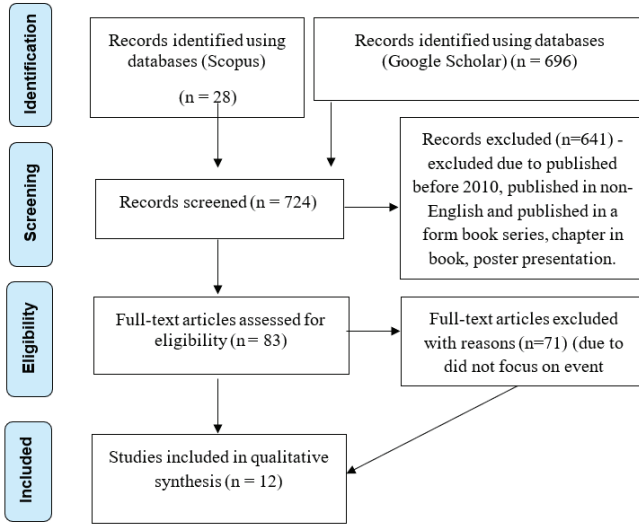 Identification
Records identified using
databases (Scopus)
(n = 28)
Records identified using databases
(Google Scholar) (n = 696)
Screening
Records screened (n = 724)
Records excluded (n=641) -
excluded due to published
before 2010, published in non-
English and published in a
form book series, chapter in
book, poster presentation.
Eligibility
Full-text articles assessed for
eligibility (n = 83)
Full-text articles excluded
with reasons (n=71) (due to
did not focus on event
Included
Studies included in qualitative
synthesis (n = 12)